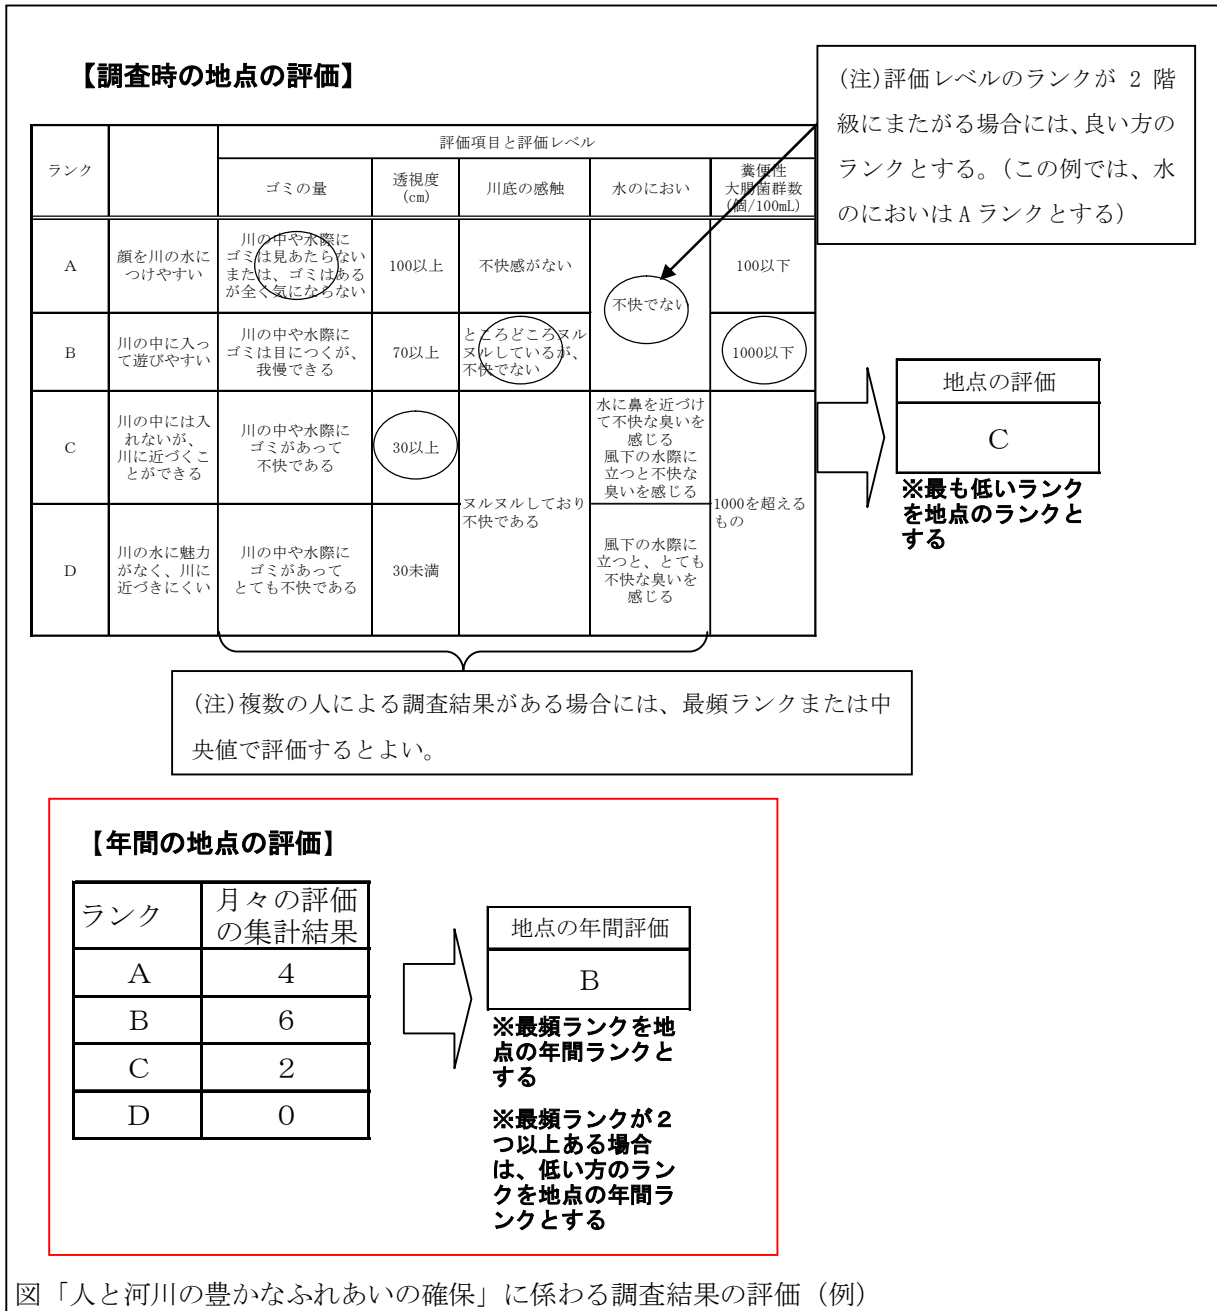 【調査時の地点の評価】
(注)評価レベルのランクが 2 階
級にまたがる場合には、良い方の
ランクとする。(この例では、水
のにおいは A ランクとする)
ランク
評価項目と評価レベル
ゴミの量
透視度
(cm)
川底の感触
水のにおい
糞便性
大腸菌群数
(個/100mL)
A
顔を川の水に
つけやすい
川の中や水際に
ゴミは見あたらない
または、ゴミはある
が全く気にならない
100以上
不快感がない
不快でない
100以下
B
川の中に入っ
て遊びやすい
川の中や水際に
ゴミは目につくが、
我慢できる
70以上
ところどころヌル
ヌルしているが、
不快でない
1000以下
C
川の中には入
れないが、
川に近づくこ
とができる
川の中や水際に
ゴミがあって
不快である
30以上
ヌルヌルしており
不快である
水に鼻を近づけ
て不快な臭いを
感じる
風下の水際に
立つと不快な
臭いを感じる
1000を超える
もの
D
川の水に魅力
がなく、川に
近づきにくい
川の中や水際に
ゴミがあって
とても不快である
30未満
風下の水際に
立つと、とても
不快な臭いを
感じる
地点の評価
C
※最も低いランク
を地点のランクと
する
(注)複数の人による調査結果がある場合には、最頻ランクまたは中
央値で評価するとよい。
【年間の地点の評価】
ランク
月々の評価
の集計結果
A
4
B
6
C
2
D
0
地点の年間評価
B
※最頻ランクを地
点の年間ランクと
する
※最頻ランクが2
つ以上ある場合
は、低い方のラン
クを地点の年間ラ
ンクとする
図「人と河川の豊かなふれあいの確保」に係わる調査結果の評価(例)